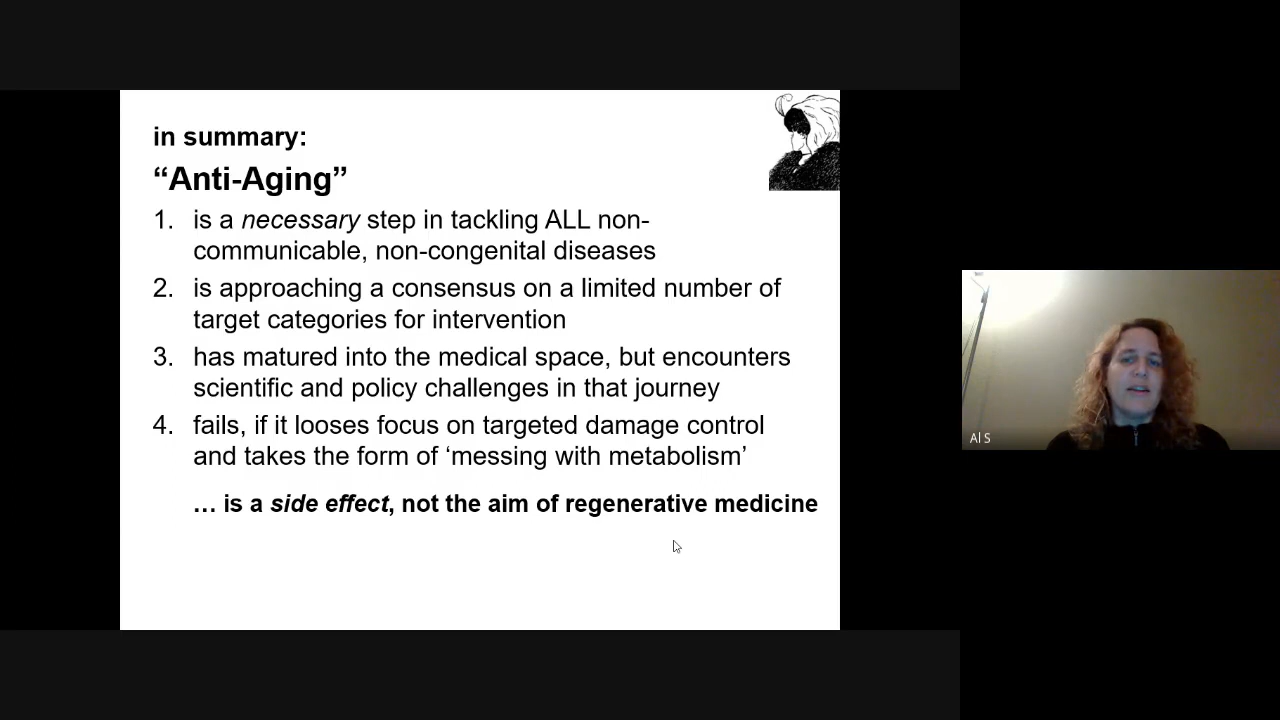 in summary:
“Anti-Aging”
1. is a necessary step in tackling ALL non-
communicable, non-congenital diseases
2. is approaching a consensus on a limited number of
target categories for intervention
3. has matured into the medical space, but encounters
scientific and policy challenges in that journey
4. fails, if it looses focus on targeted damage control
and takes the form of ‘messing with metabolism’
… is a side effect, not the aim of regenerative medicine
Al S